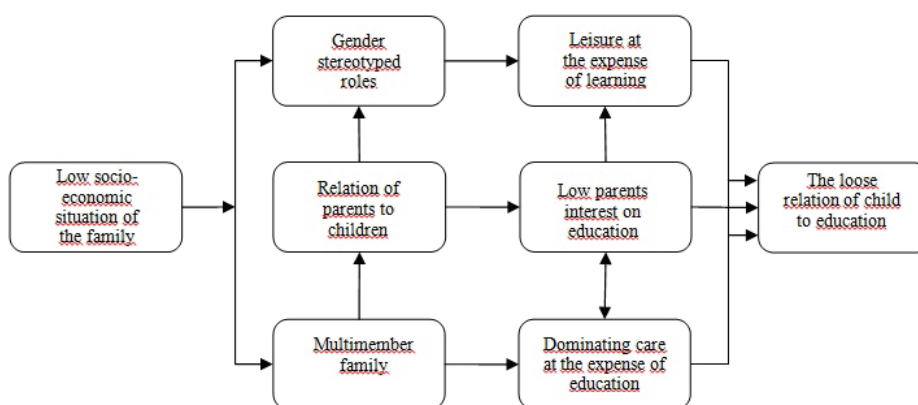 Gender
stereotyped
roles
Leisure at
the expense
of learning
Low socio-
economic
situation of
the family
Relation of
parents to
children
Low parents
interest on
education
The loose
relation of child
to education
Multimember
family
Dominating care
at the expense of
education